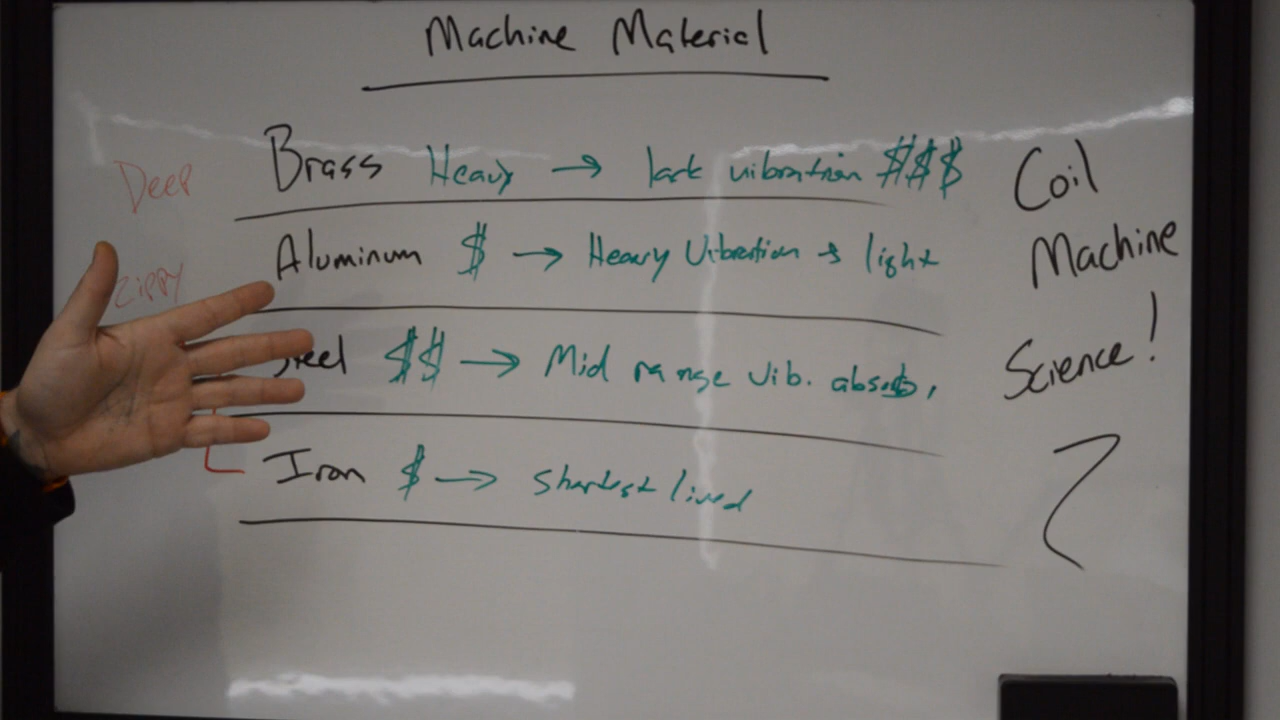 Machine Material
Deep
Brass Heavy → lack vibration $$$
Zippy
Aluminum $ → Heavy Vibration → light
Steel $$ → Mid range vib. absorb.
Iron $ → shortest lived
Coil
Machine
Science!